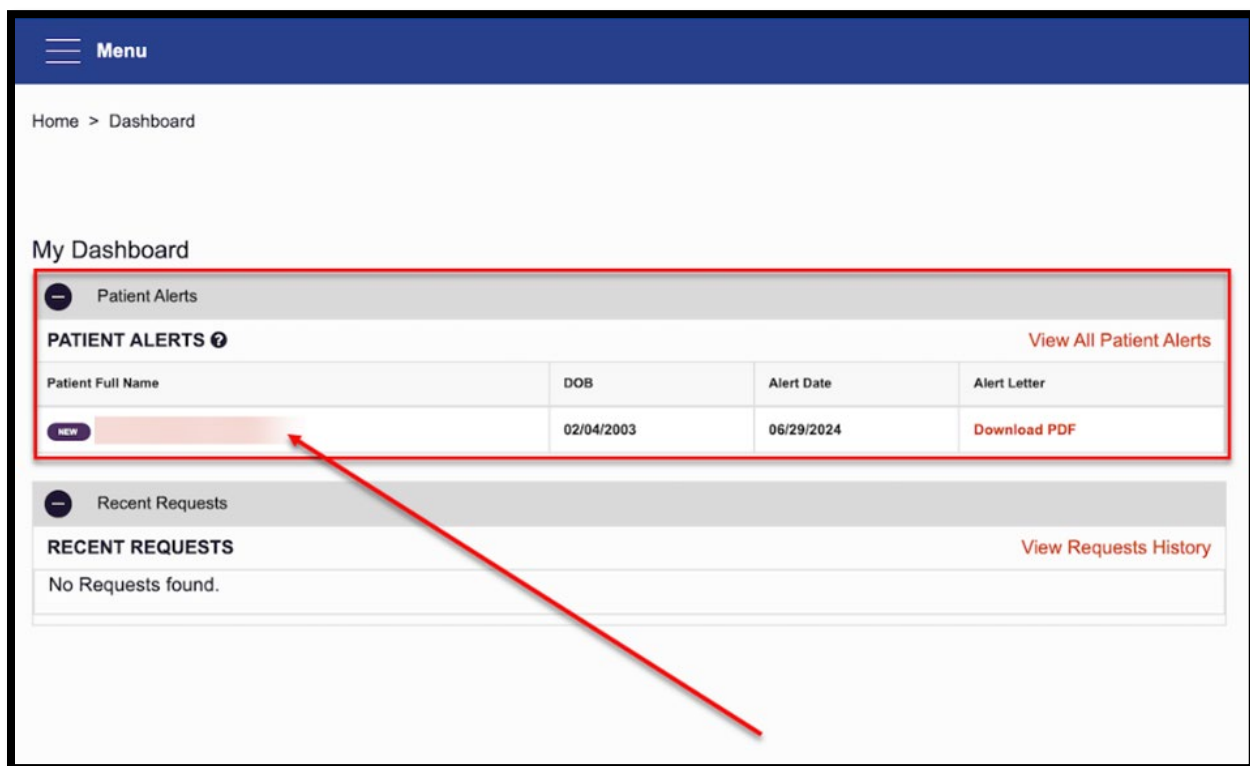 Menu
Home > Dashboard
My Dashboard
Patient Alerts
PATIENT ALERTS ? View All Patient Alerts
Patient Full Name DOB Alert Date Alert Letter
NEW 02/04/2003 06/29/2024 Download PDF
Recent Requests
RECENT REQUESTS View Requests History
No Requests found.